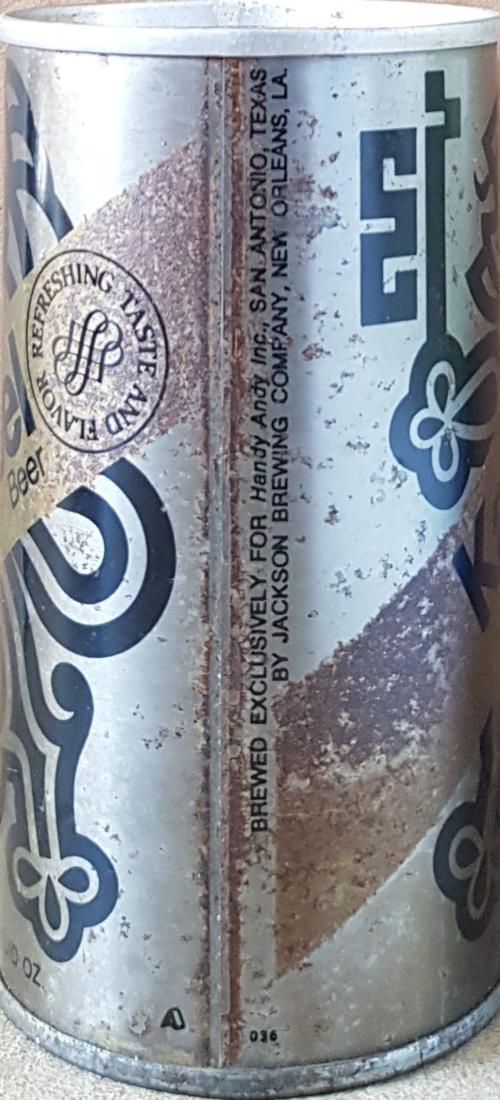 REFRESHING TASTE AND FLAVOR
el
Beer
BREWED EXCLUSIVELY FOR Handy Andy Inc., SAN ANTONIO, TEXAS
BY JACKSON BREWING COMPANY, NEW ORLEANS, LA.
OZ.
A
036